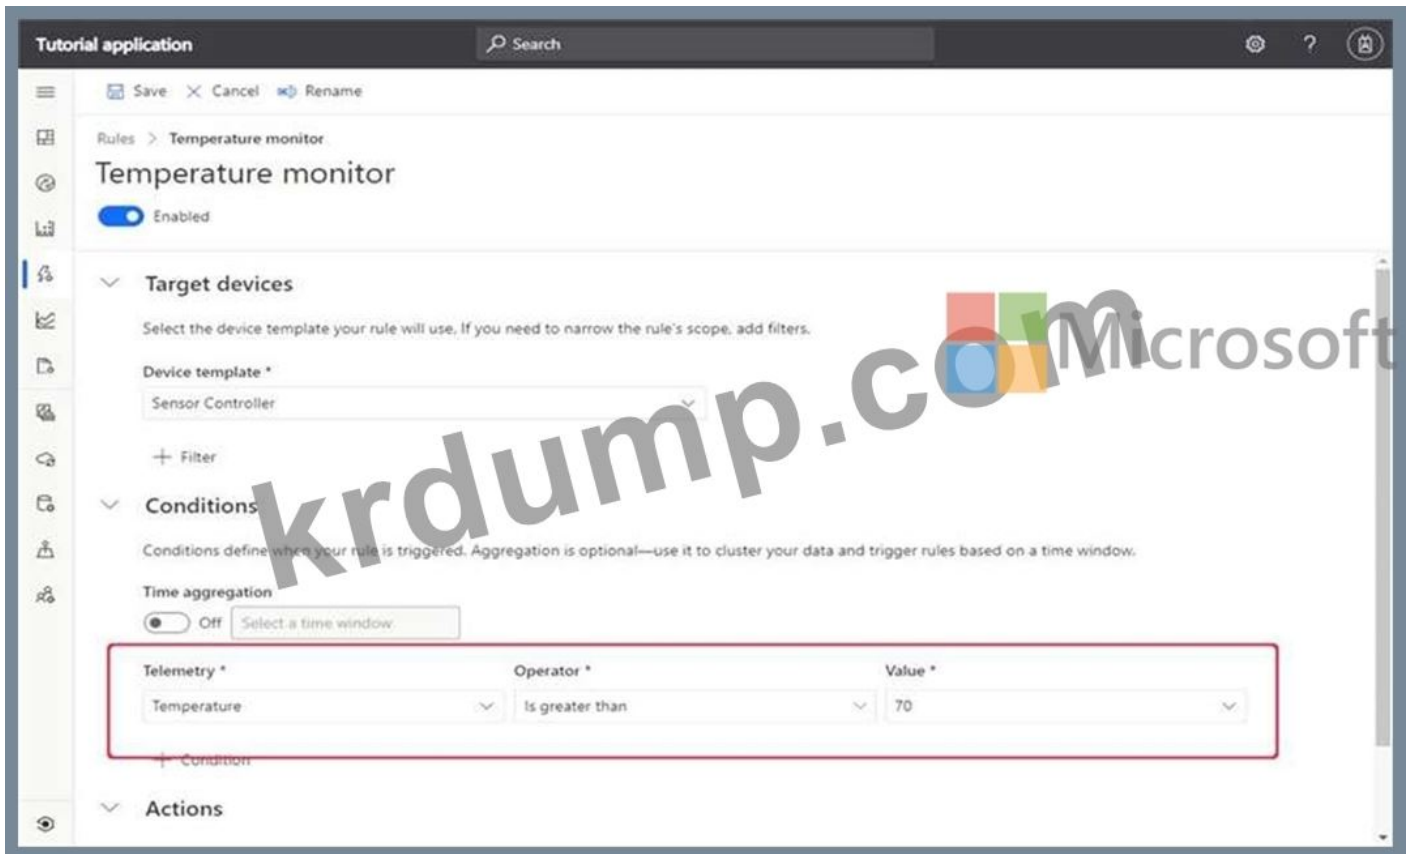 Tutorial application
Search
?
Save Cancel Rename
Rules > Temperature monitor
Temperature monitor
Enabled
Target devices
Select the device template your rule will use. If you need to narrow the rule's scope, add filters.
Device template *
Sensor Controller
+ Filter
Conditions
Conditions define when your rule is triggered. Aggregation is optional—use it to cluster your data and trigger rules based on a time window.
Time aggregation
Off Select a time window
Telemetry * Operator * Value *
Temperature Is greater than 70
+ Condition
Actions
krdump.com
Microsoft